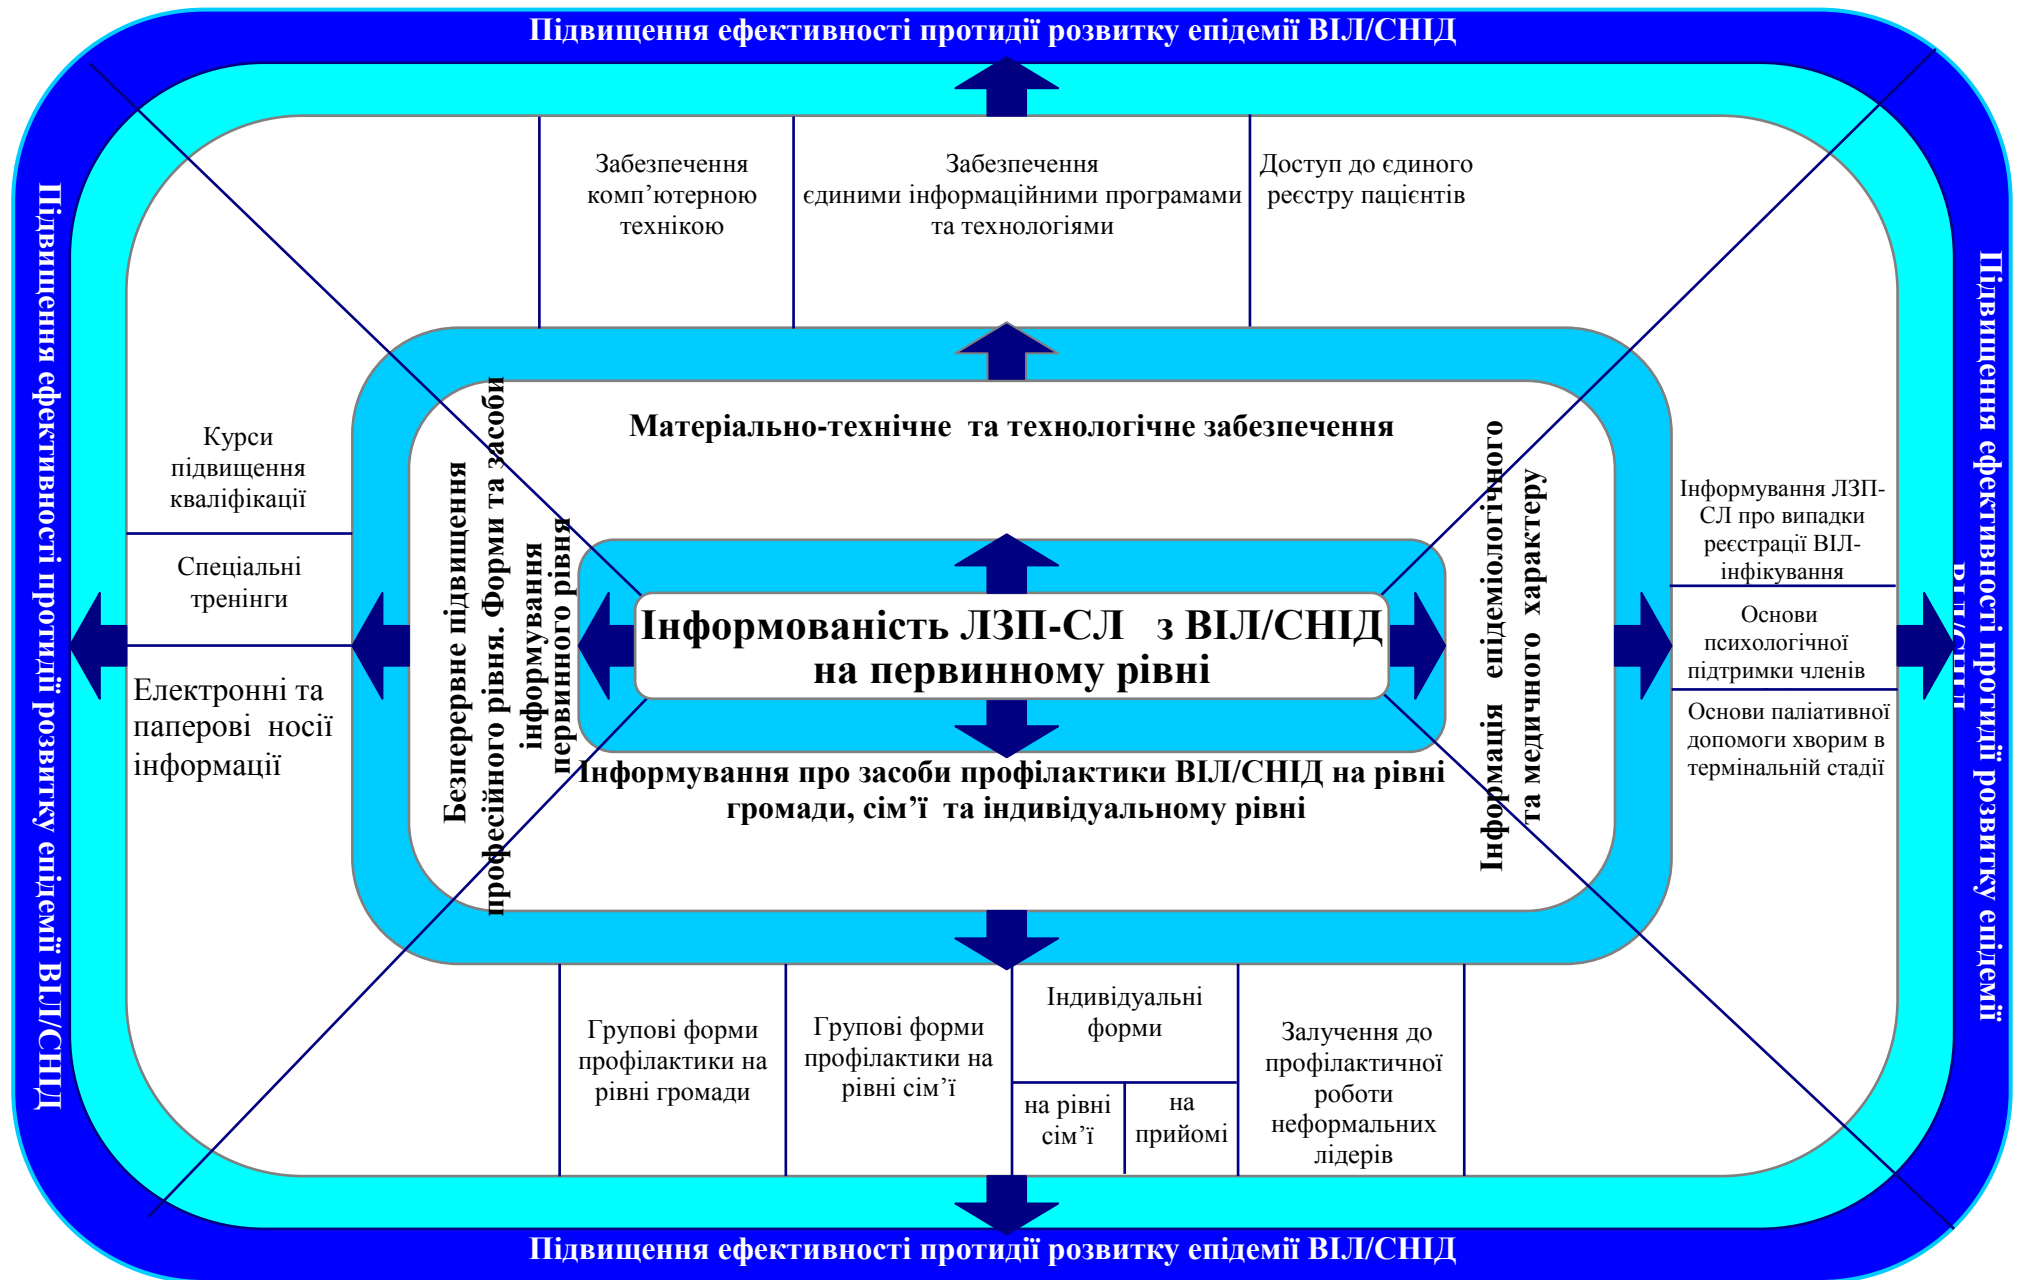 Підвищення ефективності протидії розвитку епідемії ВІЛ/СНІД
Підвищення ефективності протидії розвитку епідемії ВІЛ/СНІД
Забезпечення
комп’ютерною
технікою
Забезпечення
єдиними інформаційними програмами
та технологіями
Доступ до єдиного
реєстру пацієнтів
Матеріально-технічне та технологічне забезпечення
Курси
підвищення
кваліфікації
Спеціальні
тренінги
Електронні та
паперові носії
інформації
Безперервне підвищення
професійного рівня. Форми та засоби
інформування
первинного рівня
Інформованість ЛЗП-СЛ з ВІЛ/СНІД
на первинному рівні
Інформація епідеміологічного
та медичного характеру
Інформування ЛЗП-
СЛ про випадки
реєстрації ВІЛ-
інфікування
Основи
психологічної
підтримки членів
Основи паліативної
допомоги хворим в
термінальній стадії
Підвищення ефективності протидії розвитку епідемії
ВІЛ/СНІД
Інформування про засоби профілактики ВІЛ/СНІД на рівні
громади, сім’ї та індивідуальному рівні
Групові форми
профілактики на
рівні громади
Групові форми
профілактики на
рівні сім’ї
Індивідуальні
форми
на рівні
сім’ї
на
прийомі
Залучення до
профілактичної
роботи
неформальних
лідерів
Підвищення ефективності протидії розвитку епідемії ВІЛ/СНІД